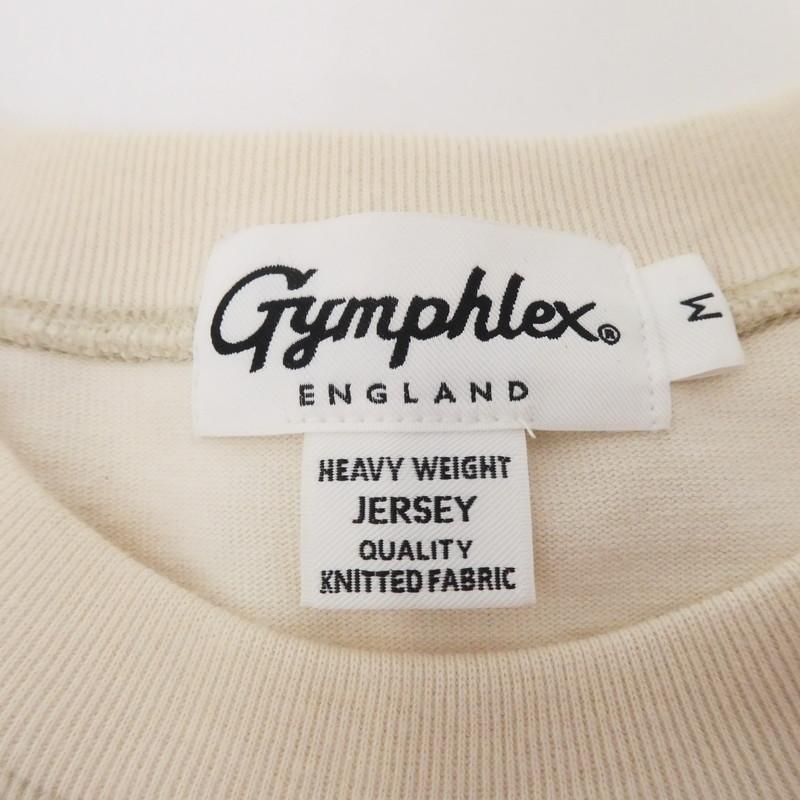 Gymphlex®
ENGLAND
M
HEAVY WEIGHT
JERSEY
QUALITY
KNITTED FABRIC